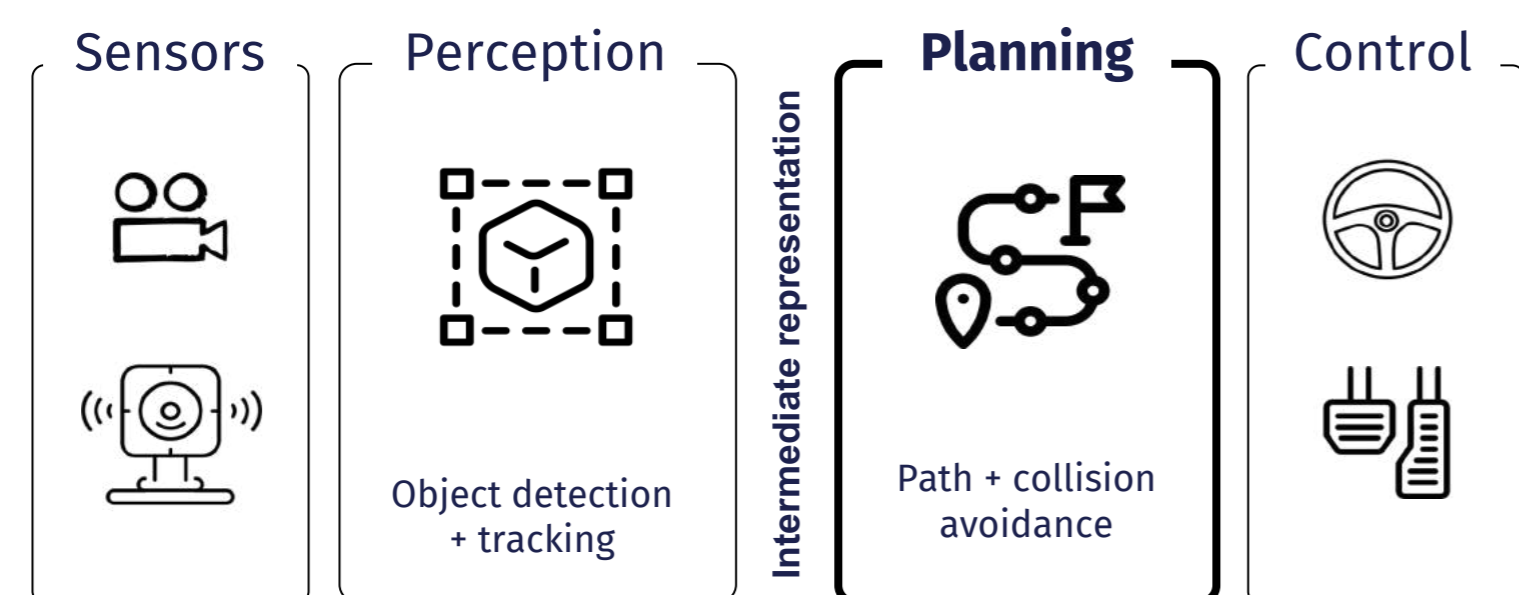 Sensors
Perception
Object detection
+ tracking
Intermediate representation
Planning
Path + collision
avoidance
Control